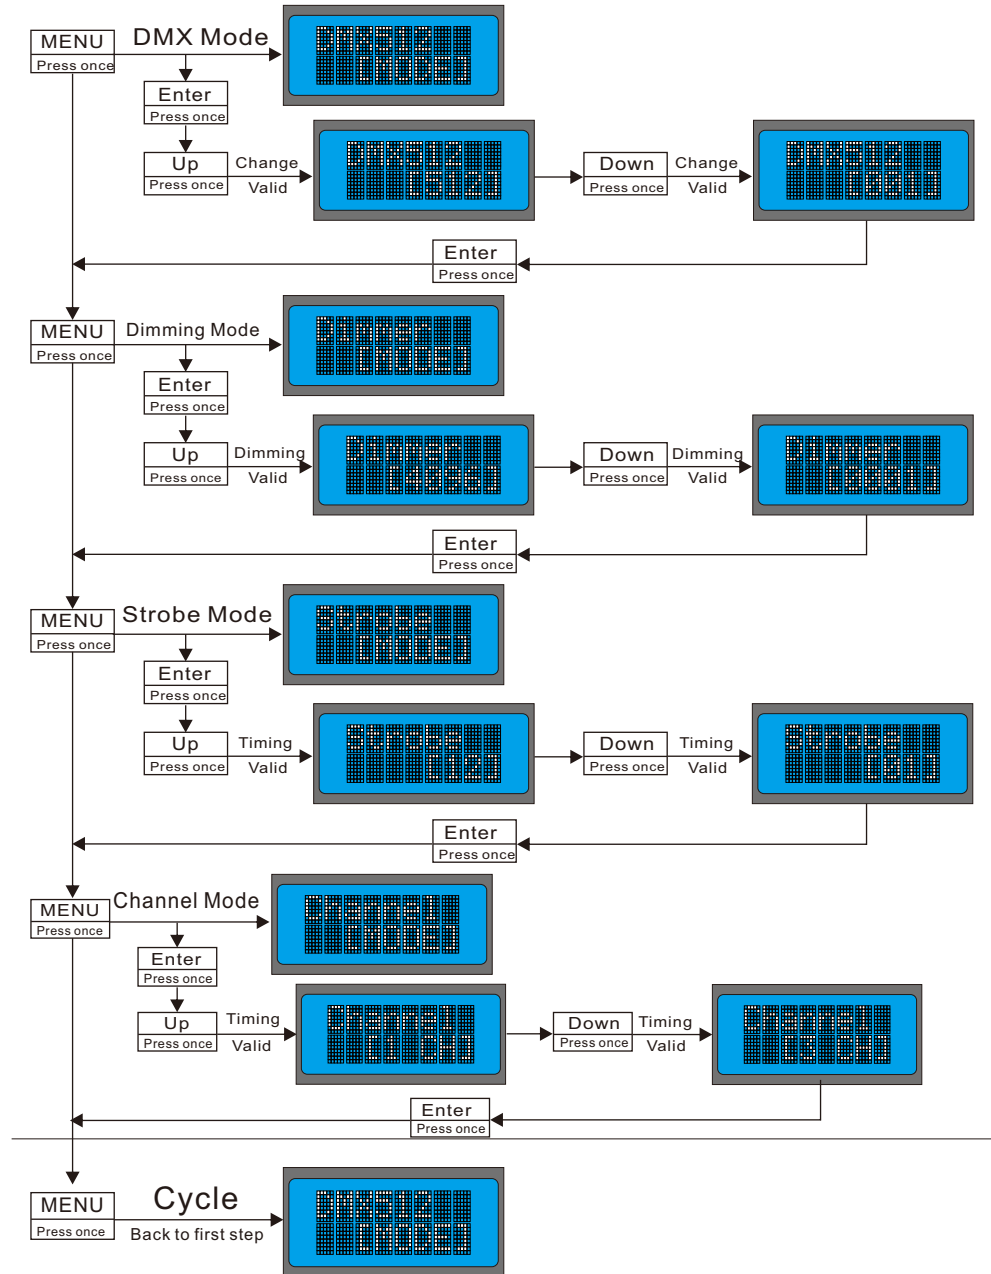 MENU
Press once
DMX Mode
DMX512
[MODE]
Enter
Press once
Up
Press once
Change
Valid
DMX512
[512]
Down
Press once
Change
Valid
DMX512
[001]
Enter
Press once
MENU
Press once
Dimming Mode
Dimmer
[MODE]
Enter
Press once
Up
Press once
Dimming
Valid
Dimmer
[4096]
Down
Press once
Dimming
Valid
Dimmer
[0001]
Enter
Press once
MENU
Press once
Strobe Mode
Strobe
[MODE]
Enter
Press once
Up
Press once
Timing
Valid
Strobe
[12]
Down
Press once
Timing
Valid
Strobe
[01]
Enter
Press once
MENU
Press once
Channel Mode
Channel
[MODE]
Enter
Press once
Up
Press once
Timing
Valid
Channel
Down
Press once
Timing
Valid
Channel
Enter
Press once
MENU
Press once
Cycle
Back to first step
DMX512
[MODE]